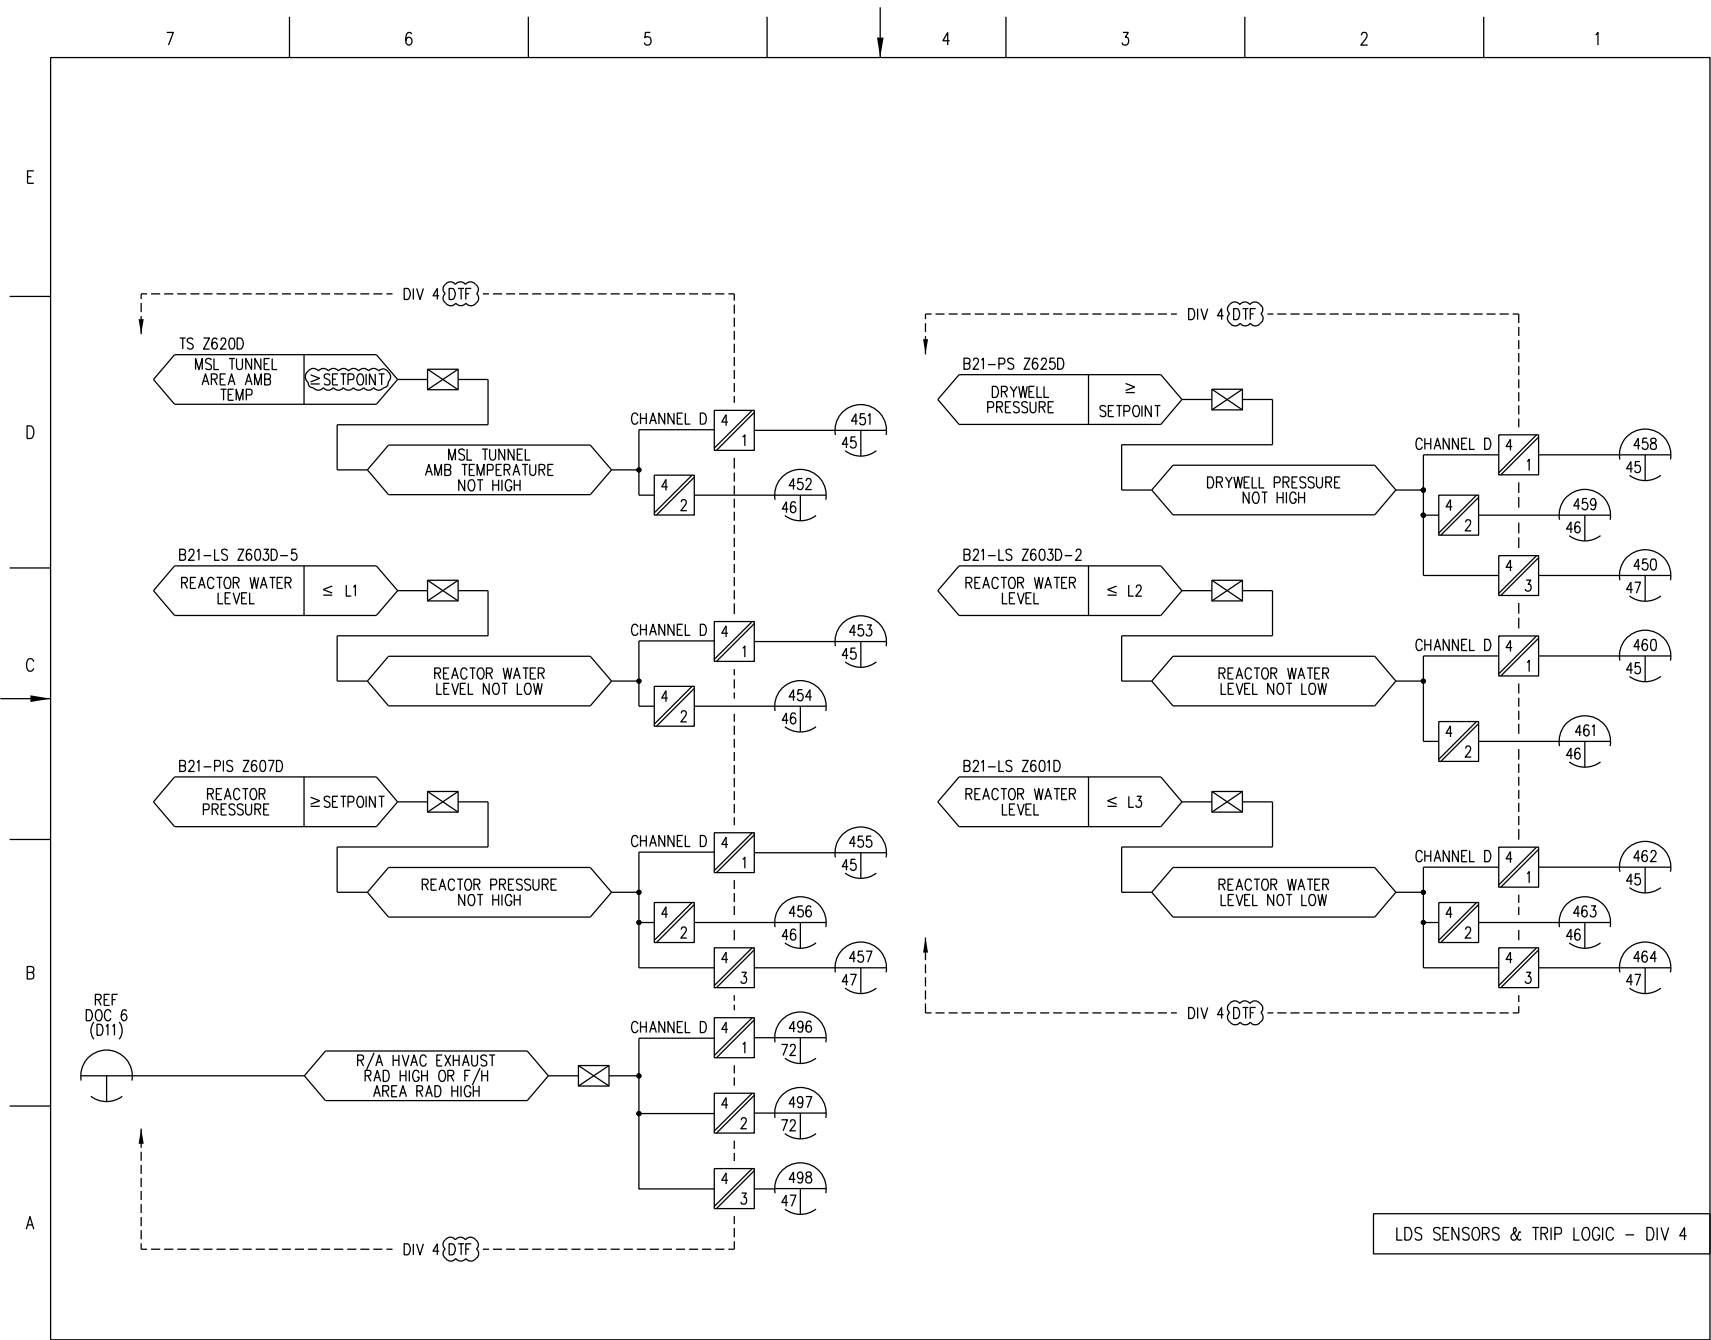 7 6 5 4 3 2 1
E
D
C
B
A
DIV 4 DTF
TS Z620D
MSL TUNNEL
AREA AMB
TEMP
≥ SETPOINT
MSL TUNNEL
AMB TEMPERATURE
NOT HIGH
CHANNEL D
4
1
451
45
4
2
452
46
B21-LS Z603D-5
REACTOR WATER
LEVEL
≤ L1
REACTOR WATER
LEVEL NOT LOW
CHANNEL D
4
1
453
45
4
2
454
46
B21-PIS Z607D
REACTOR
PRESSURE
≥ SETPOINT
REACTOR PRESSURE
NOT HIGH
CHANNEL D
4
1
455
45
4
2
456
46
4
3
457
47
REF
DOC 6
(D11)
R/A HVAC EXHAUST
RAD HIGH OR F/H
AREA RAD HIGH
CHANNEL D
4
1
496
72
4
2
497
72
4
3
498
47
DIV 4 DTF
DIV 4 DTF
B21-PS Z625D
DRYWELL
PRESSURE
≥
SETPOINT
DRYWELL PRESSURE
NOT HIGH
CHANNEL D
4
1
458
45
4
2
459
46
4
3
450
47
B21-LS Z603D-2
REACTOR WATER
LEVEL
≤ L2
REACTOR WATER
LEVEL NOT LOW
CHANNEL D
4
1
460
45
4
2
461
46
B21-LS Z601D
REACTOR WATER
LEVEL
≤ L3
REACTOR WATER
LEVEL NOT LOW
CHANNEL D
4
1
462
45
4
2
463
46
4
3
464
47
DIV 4 DTF
LDS SENSORS & TRIP LOGIC - DIV 4